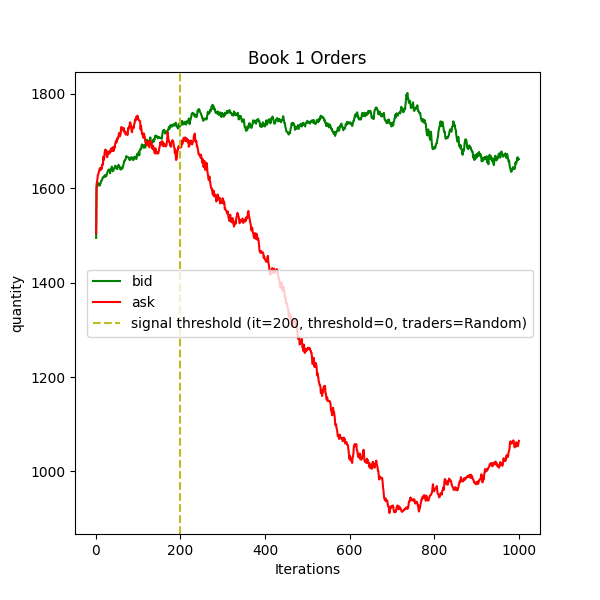 Book 1 Orders
quantity
1800
1600
1400
1200
1000
bid
ask
signal threshold (it=200, threshold=0, traders=Random)
0 200 400 600 800 1000
Iterations